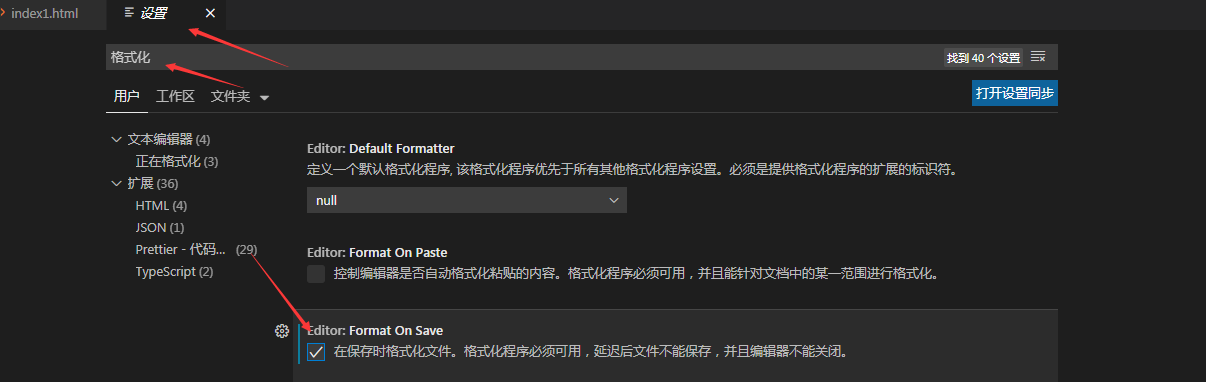 index1.html
设置
格式化
找到 40 个设置
用户
工作区
文件夹
打开设置同步
文本编辑器 (4)
正在格式化 (3)
扩展 (36)
HTML (4)
JSON (1)
Prettier - 代码... (29)
TypeScript (2)
Editor: Default Formatter
定义一个默认格式化程序, 该格式化程序优先于所有其他格式化程序设置。必须是提供格式化程序的扩展的标识符。
null
Editor: Format On Paste
控制编辑器是否自动格式化粘贴的内容。格式化程序必须可用，并且能针对文档中的某一范围进行格式化。
Editor: Format On Save
在保存时格式化文件。格式化程序必须可用，延迟后文件不能保存，并且编辑器不能关闭。